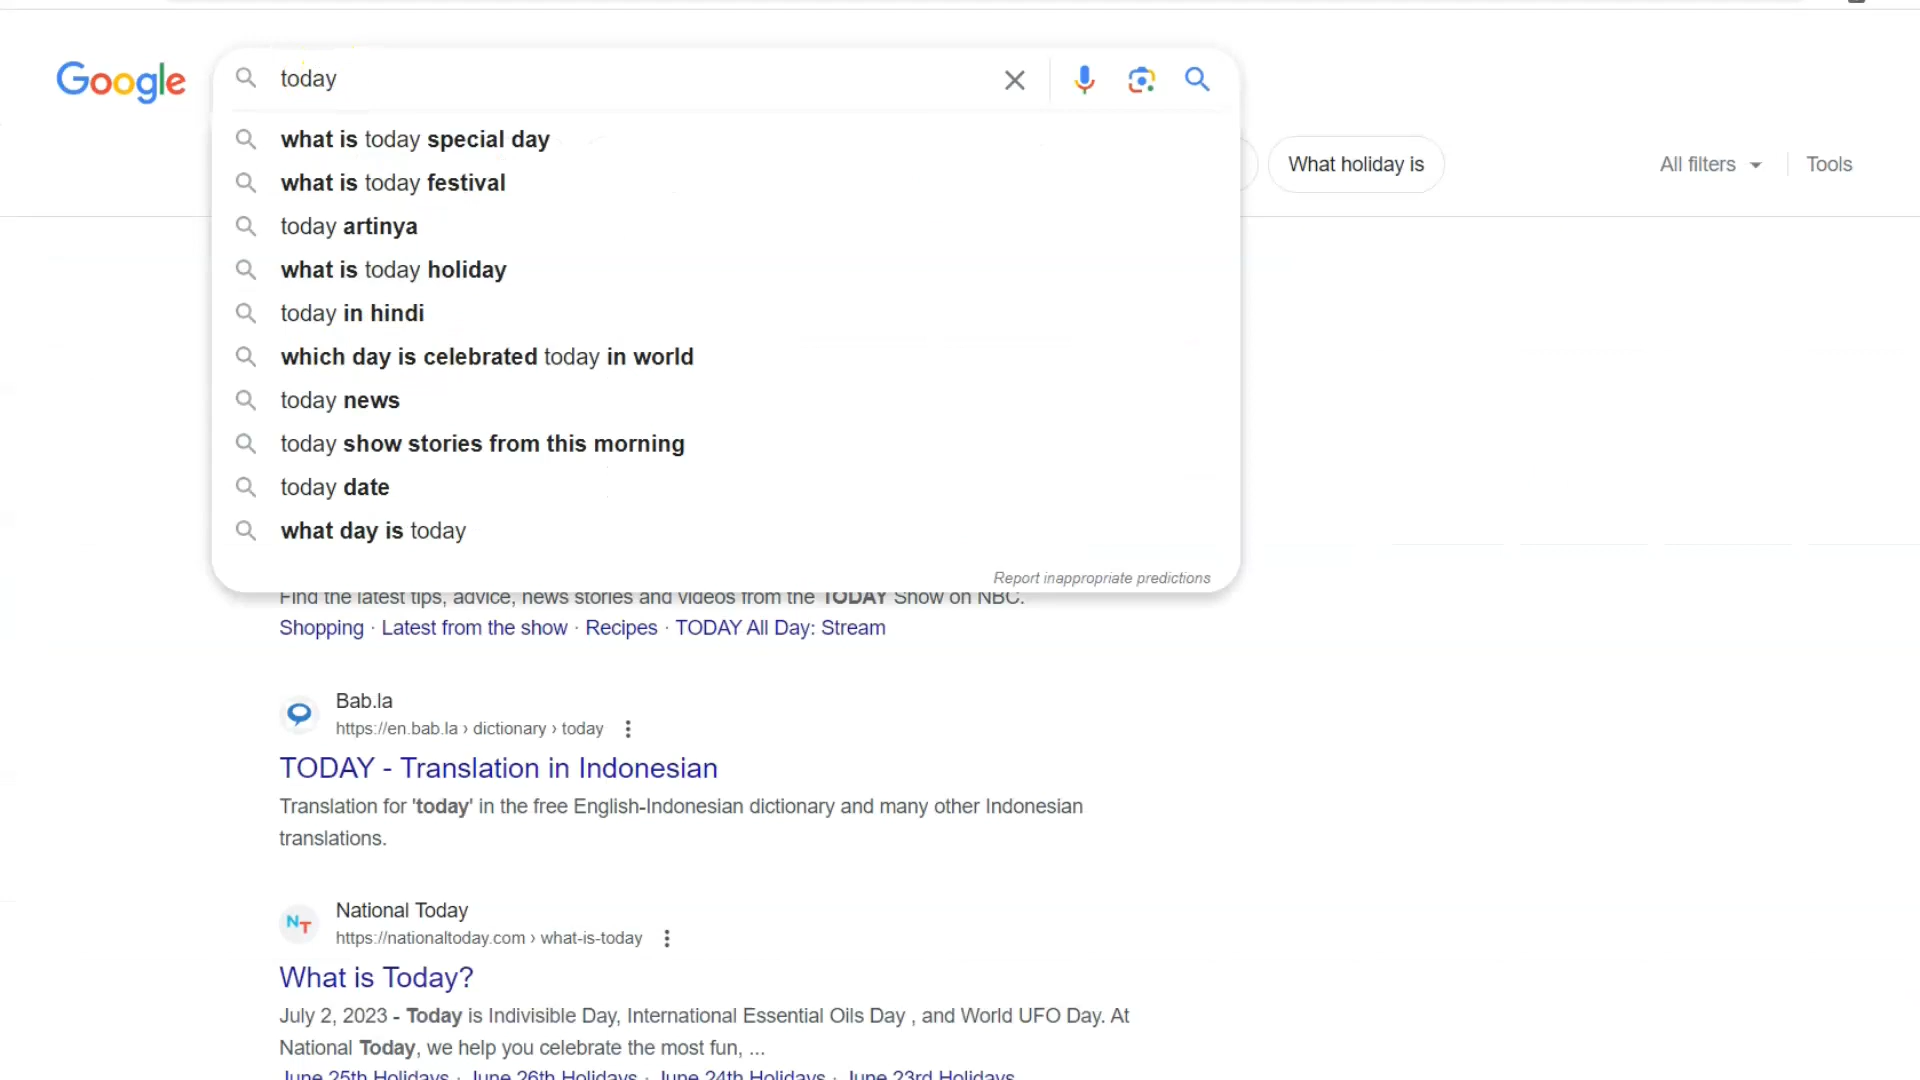 Google
today
what is today special day
what is today festival
today artinya
what is today holiday
today in hindi
which day is celebrated today in world
today news
today show stories from this morning
today date
what day is today
Report inappropriate predictions
What holiday is
All filters
Tools
Find the latest tips, advice, news stories and videos from the TODAY Show on NBC.
Shopping · Latest from the show · Recipes · TODAY All Day: Stream
Bab.la
https://en.bab.la › dictionary › today
TODAY - Translation in Indonesian
Translation for 'today' in the free English-Indonesian dictionary and many other Indonesian
translations.
NT
National Today
https://nationaltoday.com › what-is-today
What is Today?
July 2, 2023 - Today is Indivisible Day, International Essential Oils Day , and World UFO Day. At
National Today, we help you celebrate the most fun, ...
June 25th Holidays · June 26th Holidays · June 24th Holidays · June 23rd Holidays